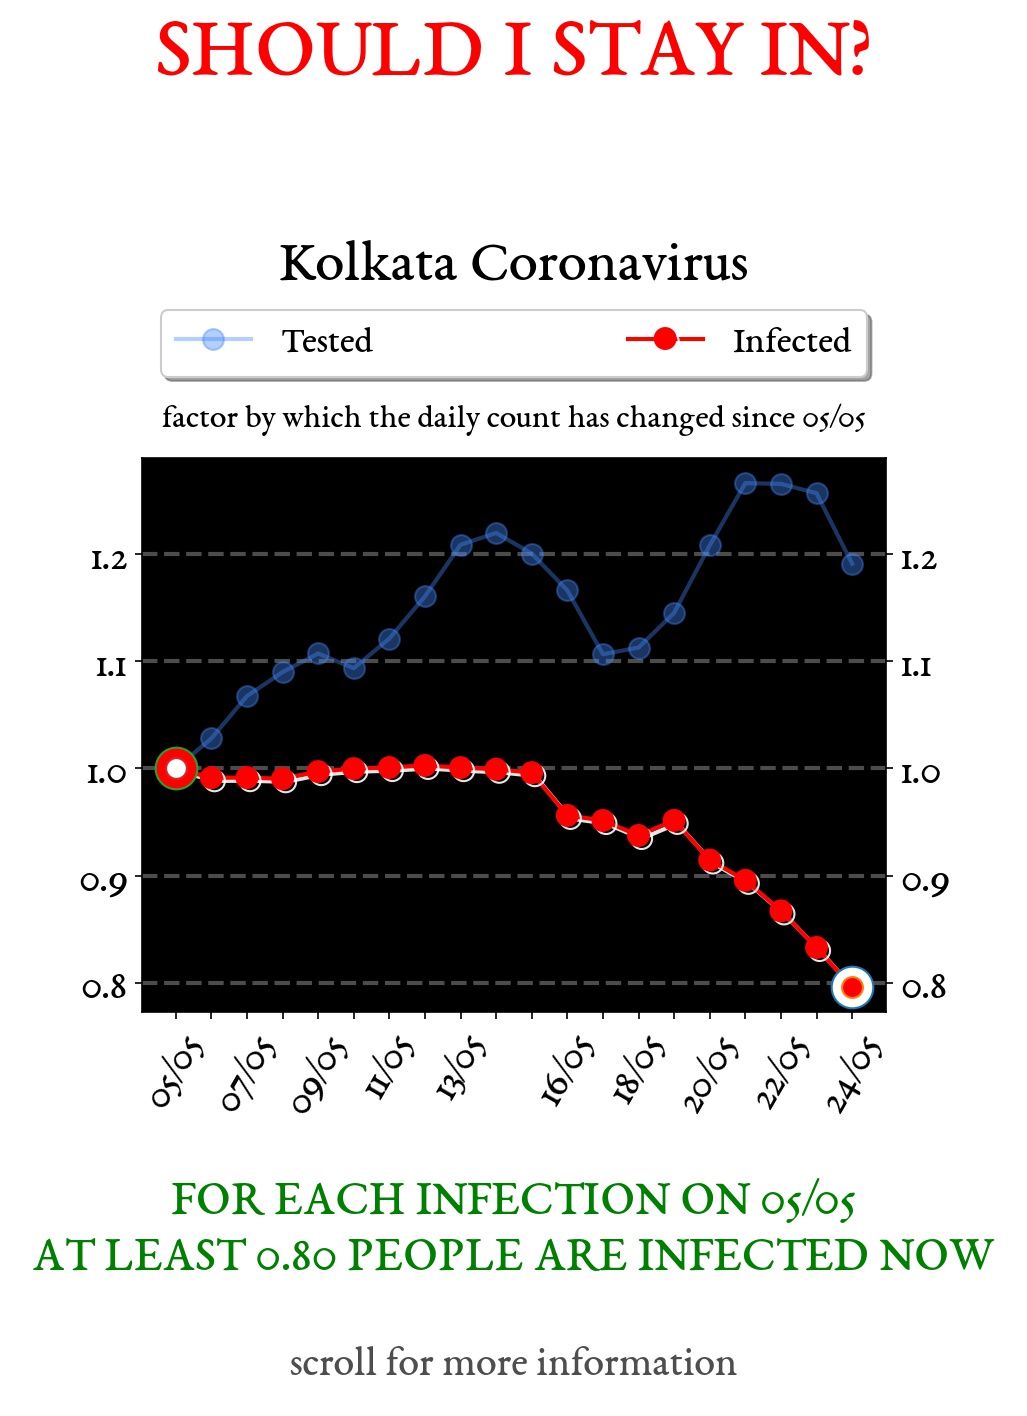 SHOULD I STAY IN?
Kolkata Coronavirus
Tested Infected
factor by which the daily count has changed since 05/05
1.2 1.2
1.1 1.1
1.0 1.0
0.9 0.9
0.8 0.8
05/05 07/05 09/05 11/05 13/05 16/05 18/05 20/05 22/05 24/05
FOR EACH INFECTION ON 05/05
AT LEAST 0.80 PEOPLE ARE INFECTED NOW
scroll for more information